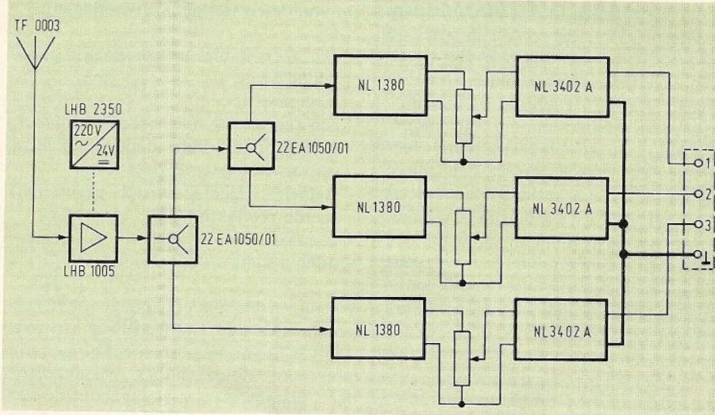 TF 0003
LHB 2350
220V
24V
LHB 1005
22 EA1050/01
22 EA1050/01
NL 1380
NL 3402 A
NL 1380
NL 3402 A
NL 1380
NL3402 A
1
2
3